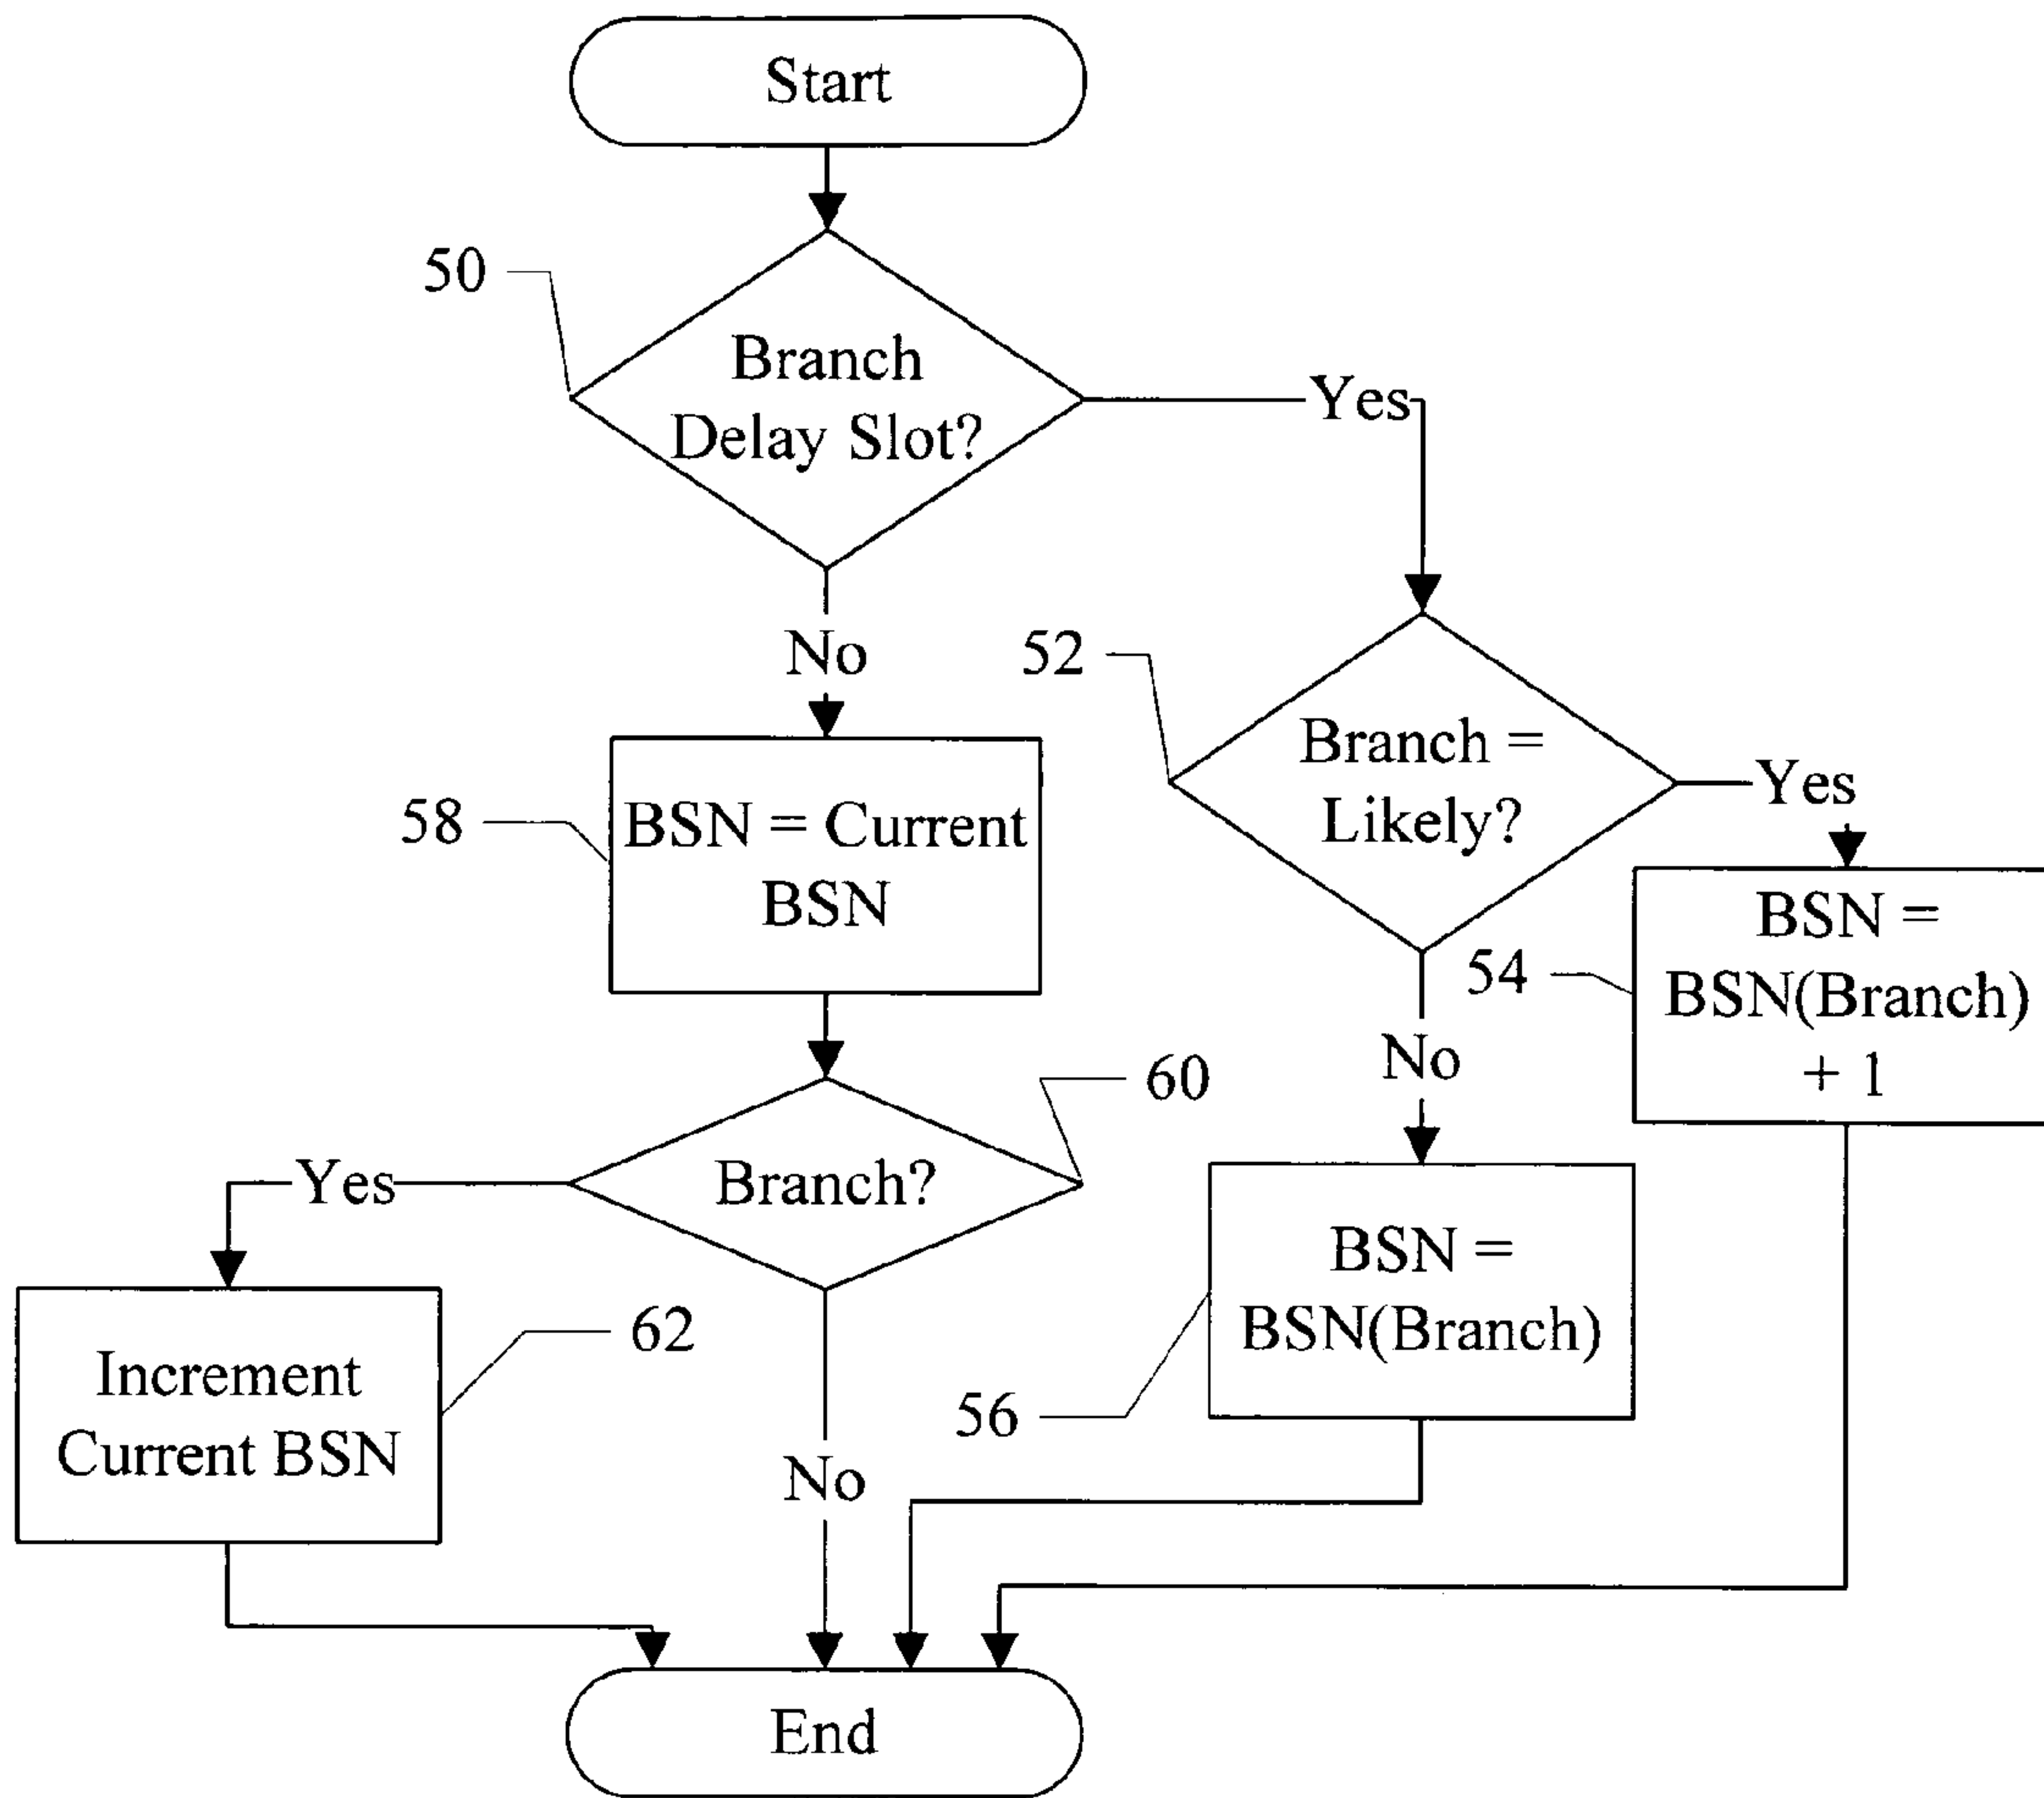 Start
50
Branch
Delay Slot?
Yes
No
52
Branch =
Likely?
Yes
58
BSN = Current
BSN
54
BSN =
BSN(Branch)
+ 1
No
60
Branch?
Yes
56
BSN =
BSN(Branch)
62
Increment
Current BSN
No
End